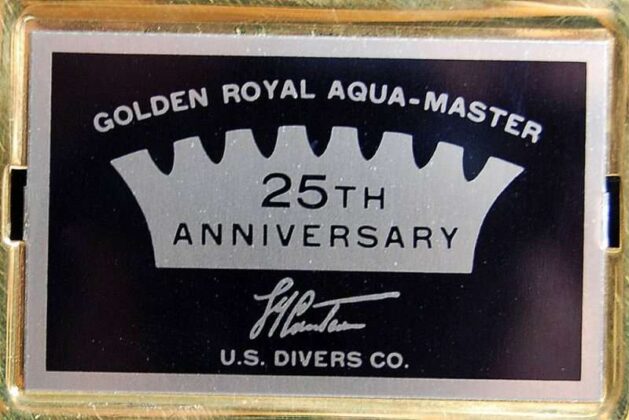 GOLDEN ROYAL AQUA-MASTER
25TH
ANNIVERSARY
U.S. DIVERS CO.